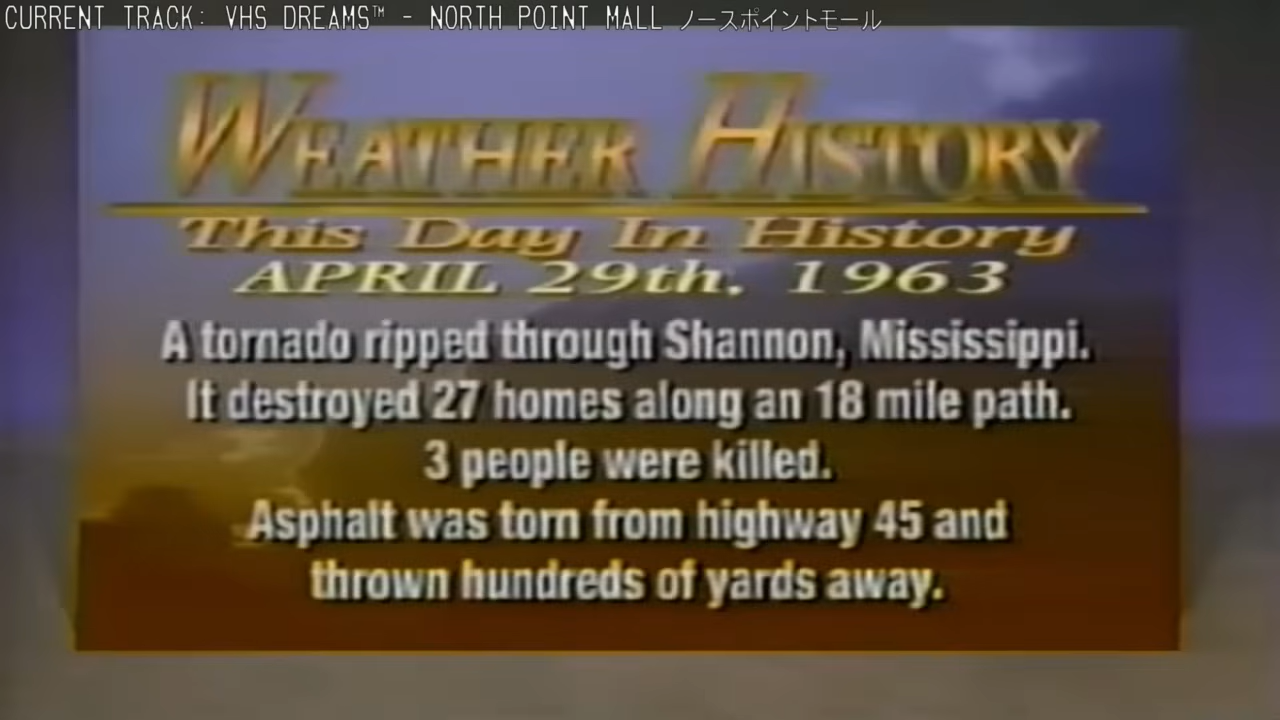 CURRENT TRACK: VHS DREAMS™ - NORTH POINT MALL ノースポイントモール
WEATHER HISTORY
This Day In History
APRIL 29th, 1963
A tornado ripped through Shannon, Mississippi.
It destroyed 27 homes along an 18 mile path.
3 people were killed.
Asphalt was torn from highway 45 and
thrown hundreds of yards away.